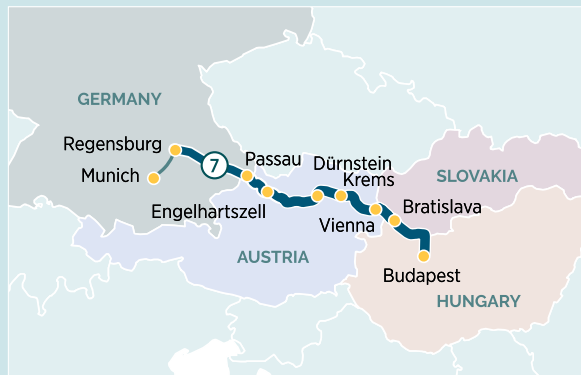 GERMANY
Regensburg
7
Munich
Passau
Dürnstein
Krems
SLOVAKIA
Engelhartszell
Vienna
Bratislava
AUSTRIA
Budapest
HUNGARY